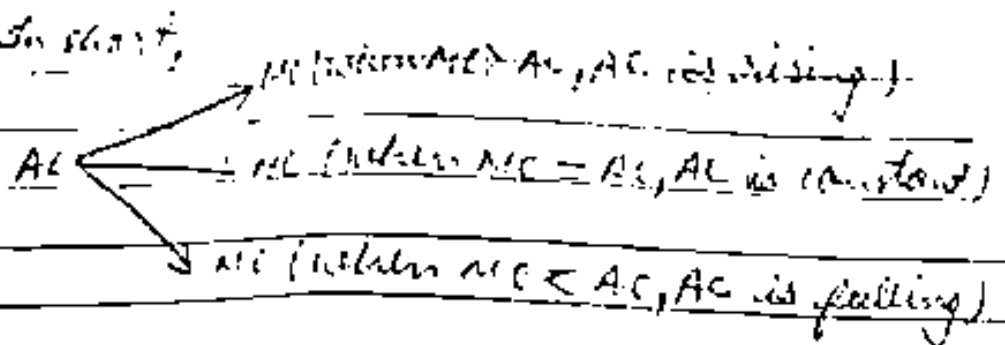 In short,
MC (when MC > AC, AC is rising)
AC = MC (when MC = AC, AC is constant)
MC (when MC < AC, AC is falling)